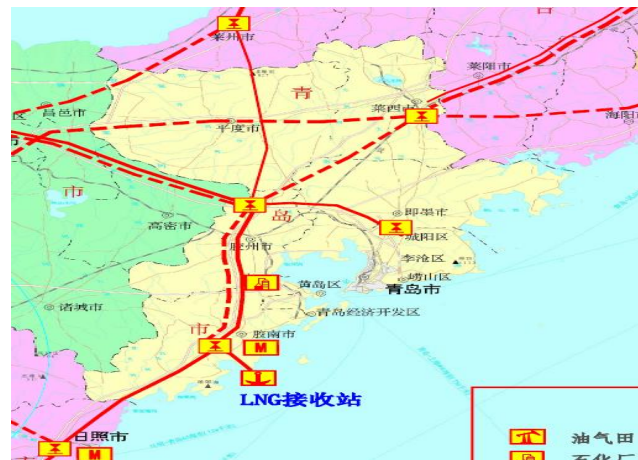 莱州市
莱阳市
青
莱西市
昌邑市
平度市
海阳
市
岛
高密市
即墨市
胶州市
城阳区
李沧区
崂山区
黄岛区
青岛市
诸城市
青岛经济开发区
市
胶南市
M
LNG接收站
日照市
M
油气田